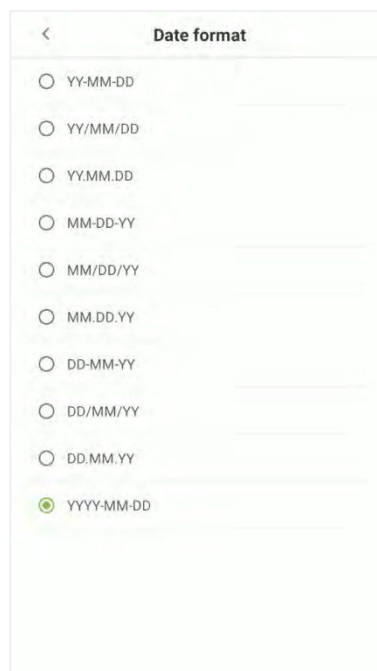 Date format
YY-MM-DD
YY/MM/DD
YY.MM.DD
MM-DD-YY
MM/DD/YY
MM.DD.YY
DD-MM-YY
DD/MM/YY
DD.MM.YY
YYYY-MM-DD